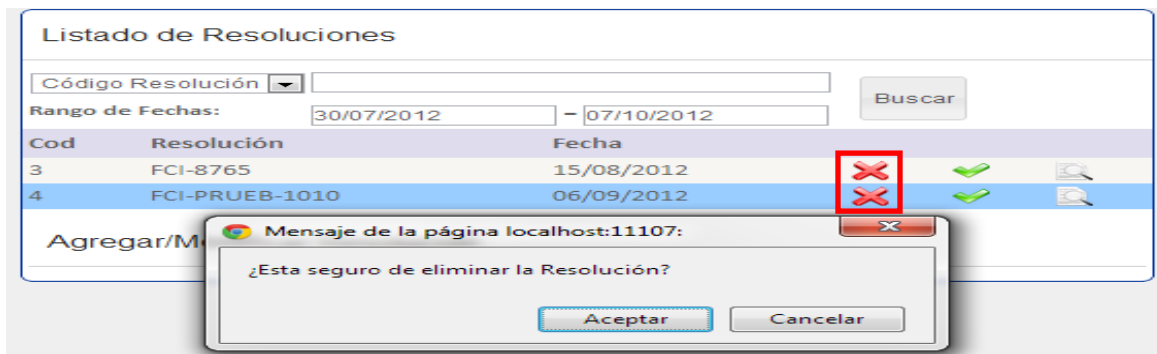 Listado de Resoluciones
Código Resolución
Buscar
Rango de Fechas: 30/07/2012 – 07/10/2012
Cod Resolución Fecha
3 FCI-8765 15/08/2012
4 FCI-PRUEB-1010 06/09/2012
Agregar/M
Mensaje de la página localhost:11107:
¿Esta seguro de eliminar la Resolución?
Aceptar Cancelar